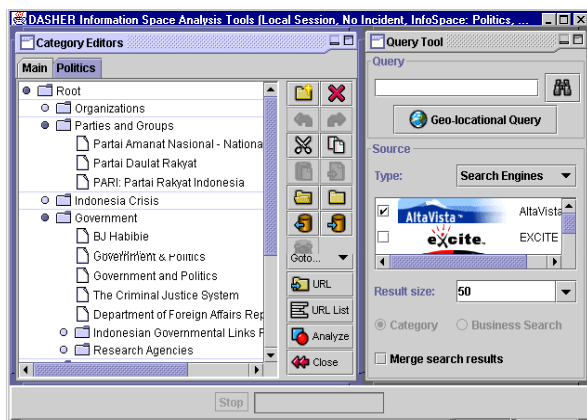 DASHER Information Space Analysis Tools (Local Session, No Incident, InfoSpace: Politics, ...
Category Editors
Main
Politics
Root
Organizations
Parties and Groups
Partai Amanat Nasional - Nationa
Partai Daulat Rakyat
PARI: Partai Rakyat Indonesia
Indonesia Crisis
Government
BJ Habibie
Government & Politics
Government and Politics
The Criminal Justice System
Department of Foreign Affairs Rep
Indonesian Governmental Links F
Research Agencies
Goto...
URL
URL List
Analyze
Close
Query Tool
Query
Geo-locational Query
Source
Type:
Search Engines
AltaVista™
AltaVista
excite™
EXCITE
Result size:
50
Category
Business Search
Merge search results
Stop